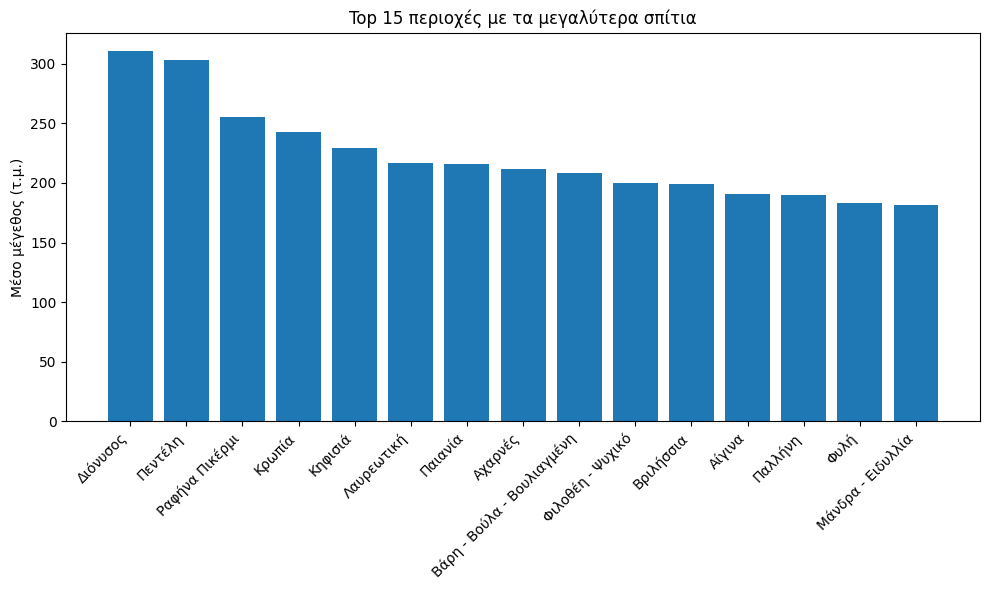 Top 15 περιοχές με τα μεγαλύτερα σπίτια
Μέσο μέγεθος (τ.μ.)
300
250
200
150
100
50
0
Διόνυσος
Πεντέλη
Ραφήνα Πικέρμι
Κρωπία
Κηφισιά
Λαυρεωτική
Παιανία
Αχαρνές
Βάρη - Βούλα - Βουλιαγμένη
Φιλοθέη - Ψυχικό
Βριλήσσια
Αίγινα
Παλλήνη
Φυλή
Μάνδρα - Ειδυλλία